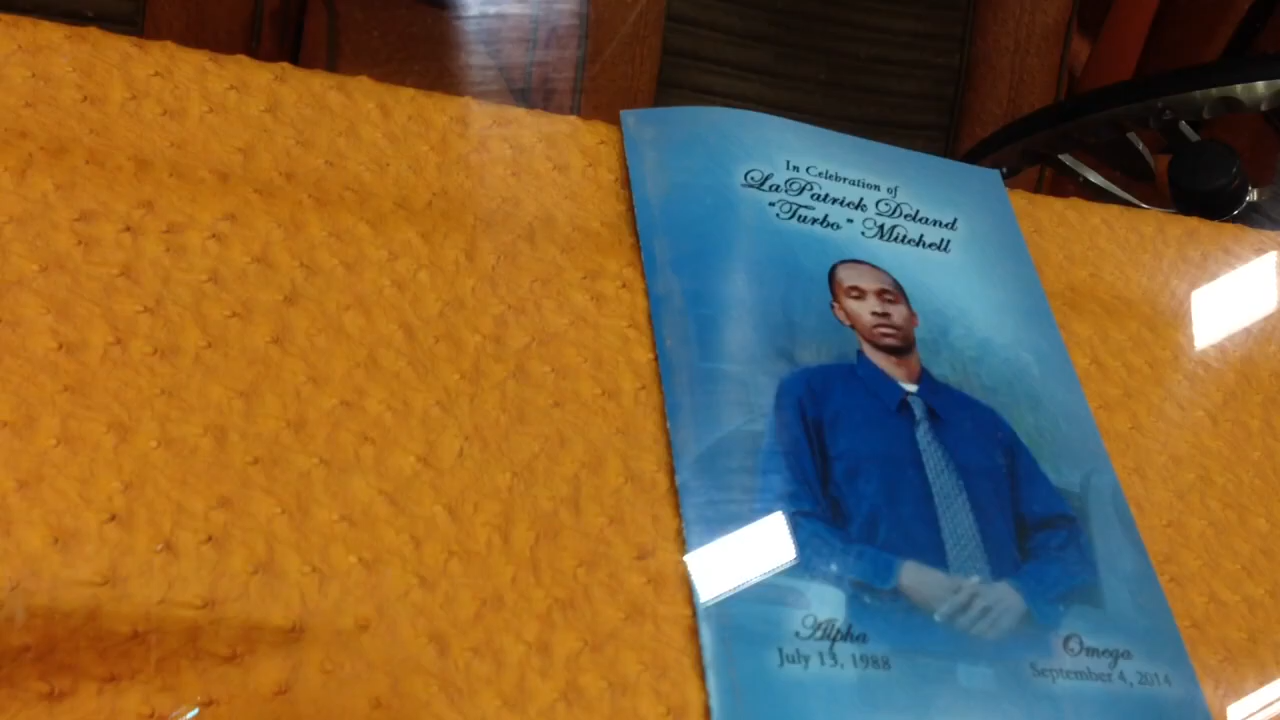 In Celebration of
LaPatrick Deland
"Turbo" Mitchell
Alpha
July 13, 1988
Omega
September 4, 2014